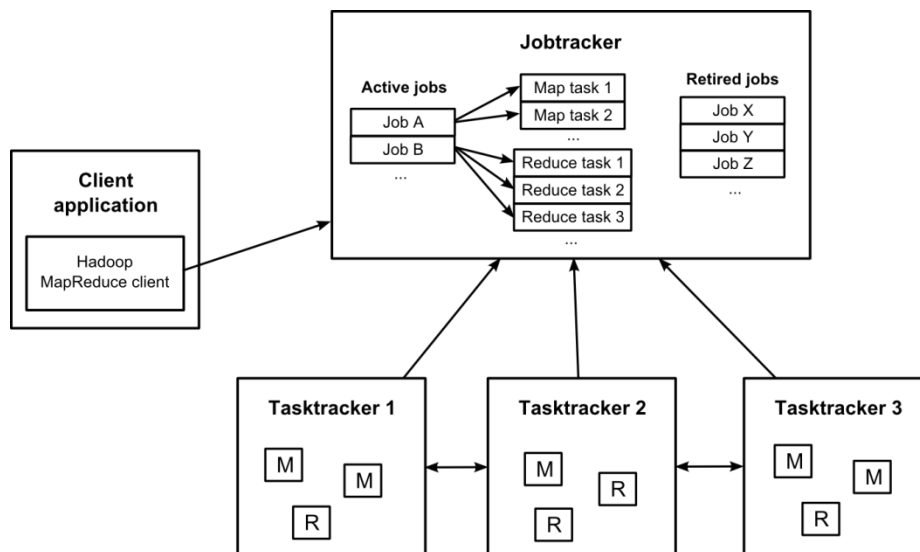 Jobtracker
Active jobs
Job A
Job B
...
Map task 1
Map task 2
...
Reduce task 1
Reduce task 2
Reduce task 3
...
Retired jobs
Job X
Job Y
Job Z
...
Client
application
Hadoop
MapReduce client
Tasktracker 1
M
M
R
Tasktracker 2
M
R
R
Tasktracker 3
M
M
R